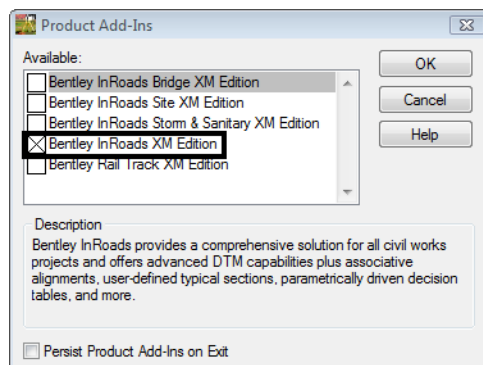 Product Add-Ins
Available:
OK
Bentley InRoads Bridge XM Edition
Bentley InRoads Site XM Edition
Cancel
Bentley InRoads Storm & Sanitary XM Edition
Help
Bentley InRoads XM Edition
Bentley Rail Track XM Edition
Description
Bentley InRoads provides a comprehensive solution for all civil works
projects and offers advanced DTM capabilities plus associative
alignments, user-defined typical sections, parametrically driven decision
tables, and more.
Persist Product Add-Ins on Exit